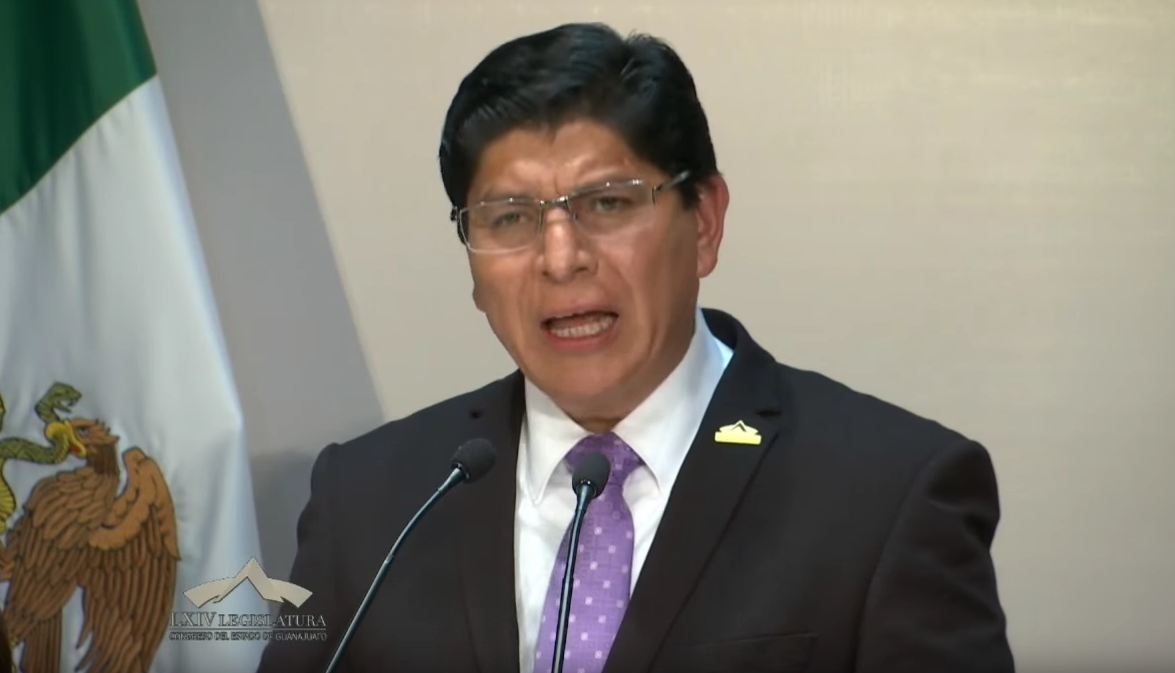 LXIV LEGISLATURA
CONGRESO DEL ESTADO DE GUANAJUATO